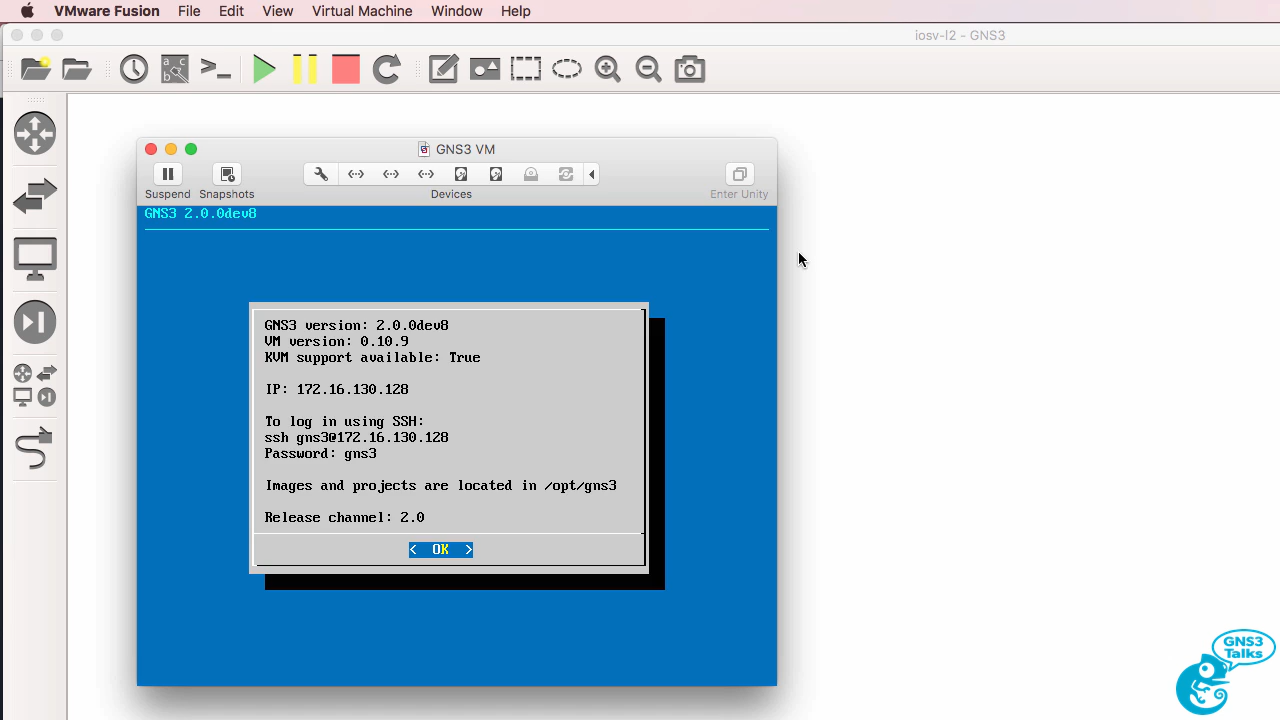 VMware Fusion File Edit View Virtual Machine Window Help
iosv-l2 - GNS3
GNS3 VM
Suspend Snapshots Devices Enter Unity
GNS3 2.0.0dev8
GNS3 version: 2.0.0dev8
VM version: 0.10.9
KVM support available: True
IP: 172.16.130.128
To log in using SSH:
ssh gns3@172.16.130.128
Password: gns3
Images and projects are located in /opt/gns3
Release channel: 2.0
< OK >
GNS3
Talks